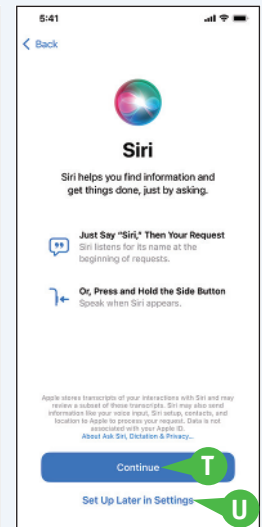 5:41
Back
Siri
Siri helps you find information and
get things done, just by asking.
Just Say "Siri," Then Your Request
Siri listens for its name at the
beginning of requests.
Or, Press and Hold the Side Button
Speak when Siri appears.
Apple stores transcripts of your interactions with Siri and may
review a subset of these transcripts. Siri may also send
information like your voice input, Siri setup, contacts, and
location to Apple to process your request. Data is not
associated with your Apple ID.
About Ask Siri, Dictation & Privacy...
Continue T
Set Up Later in Settings U